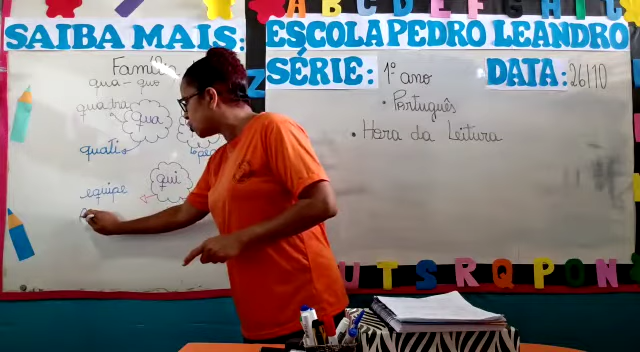 A B C D E F G H I
SAIBA MAIS:
ESCOLA PEDRO LEANDRO
SÉRIE: 1º ano
DATA: 26/10
Família
qua - quo
qua
quati
equipe
qui
• Português
• Hora da Leitura
U T S R Q P O N